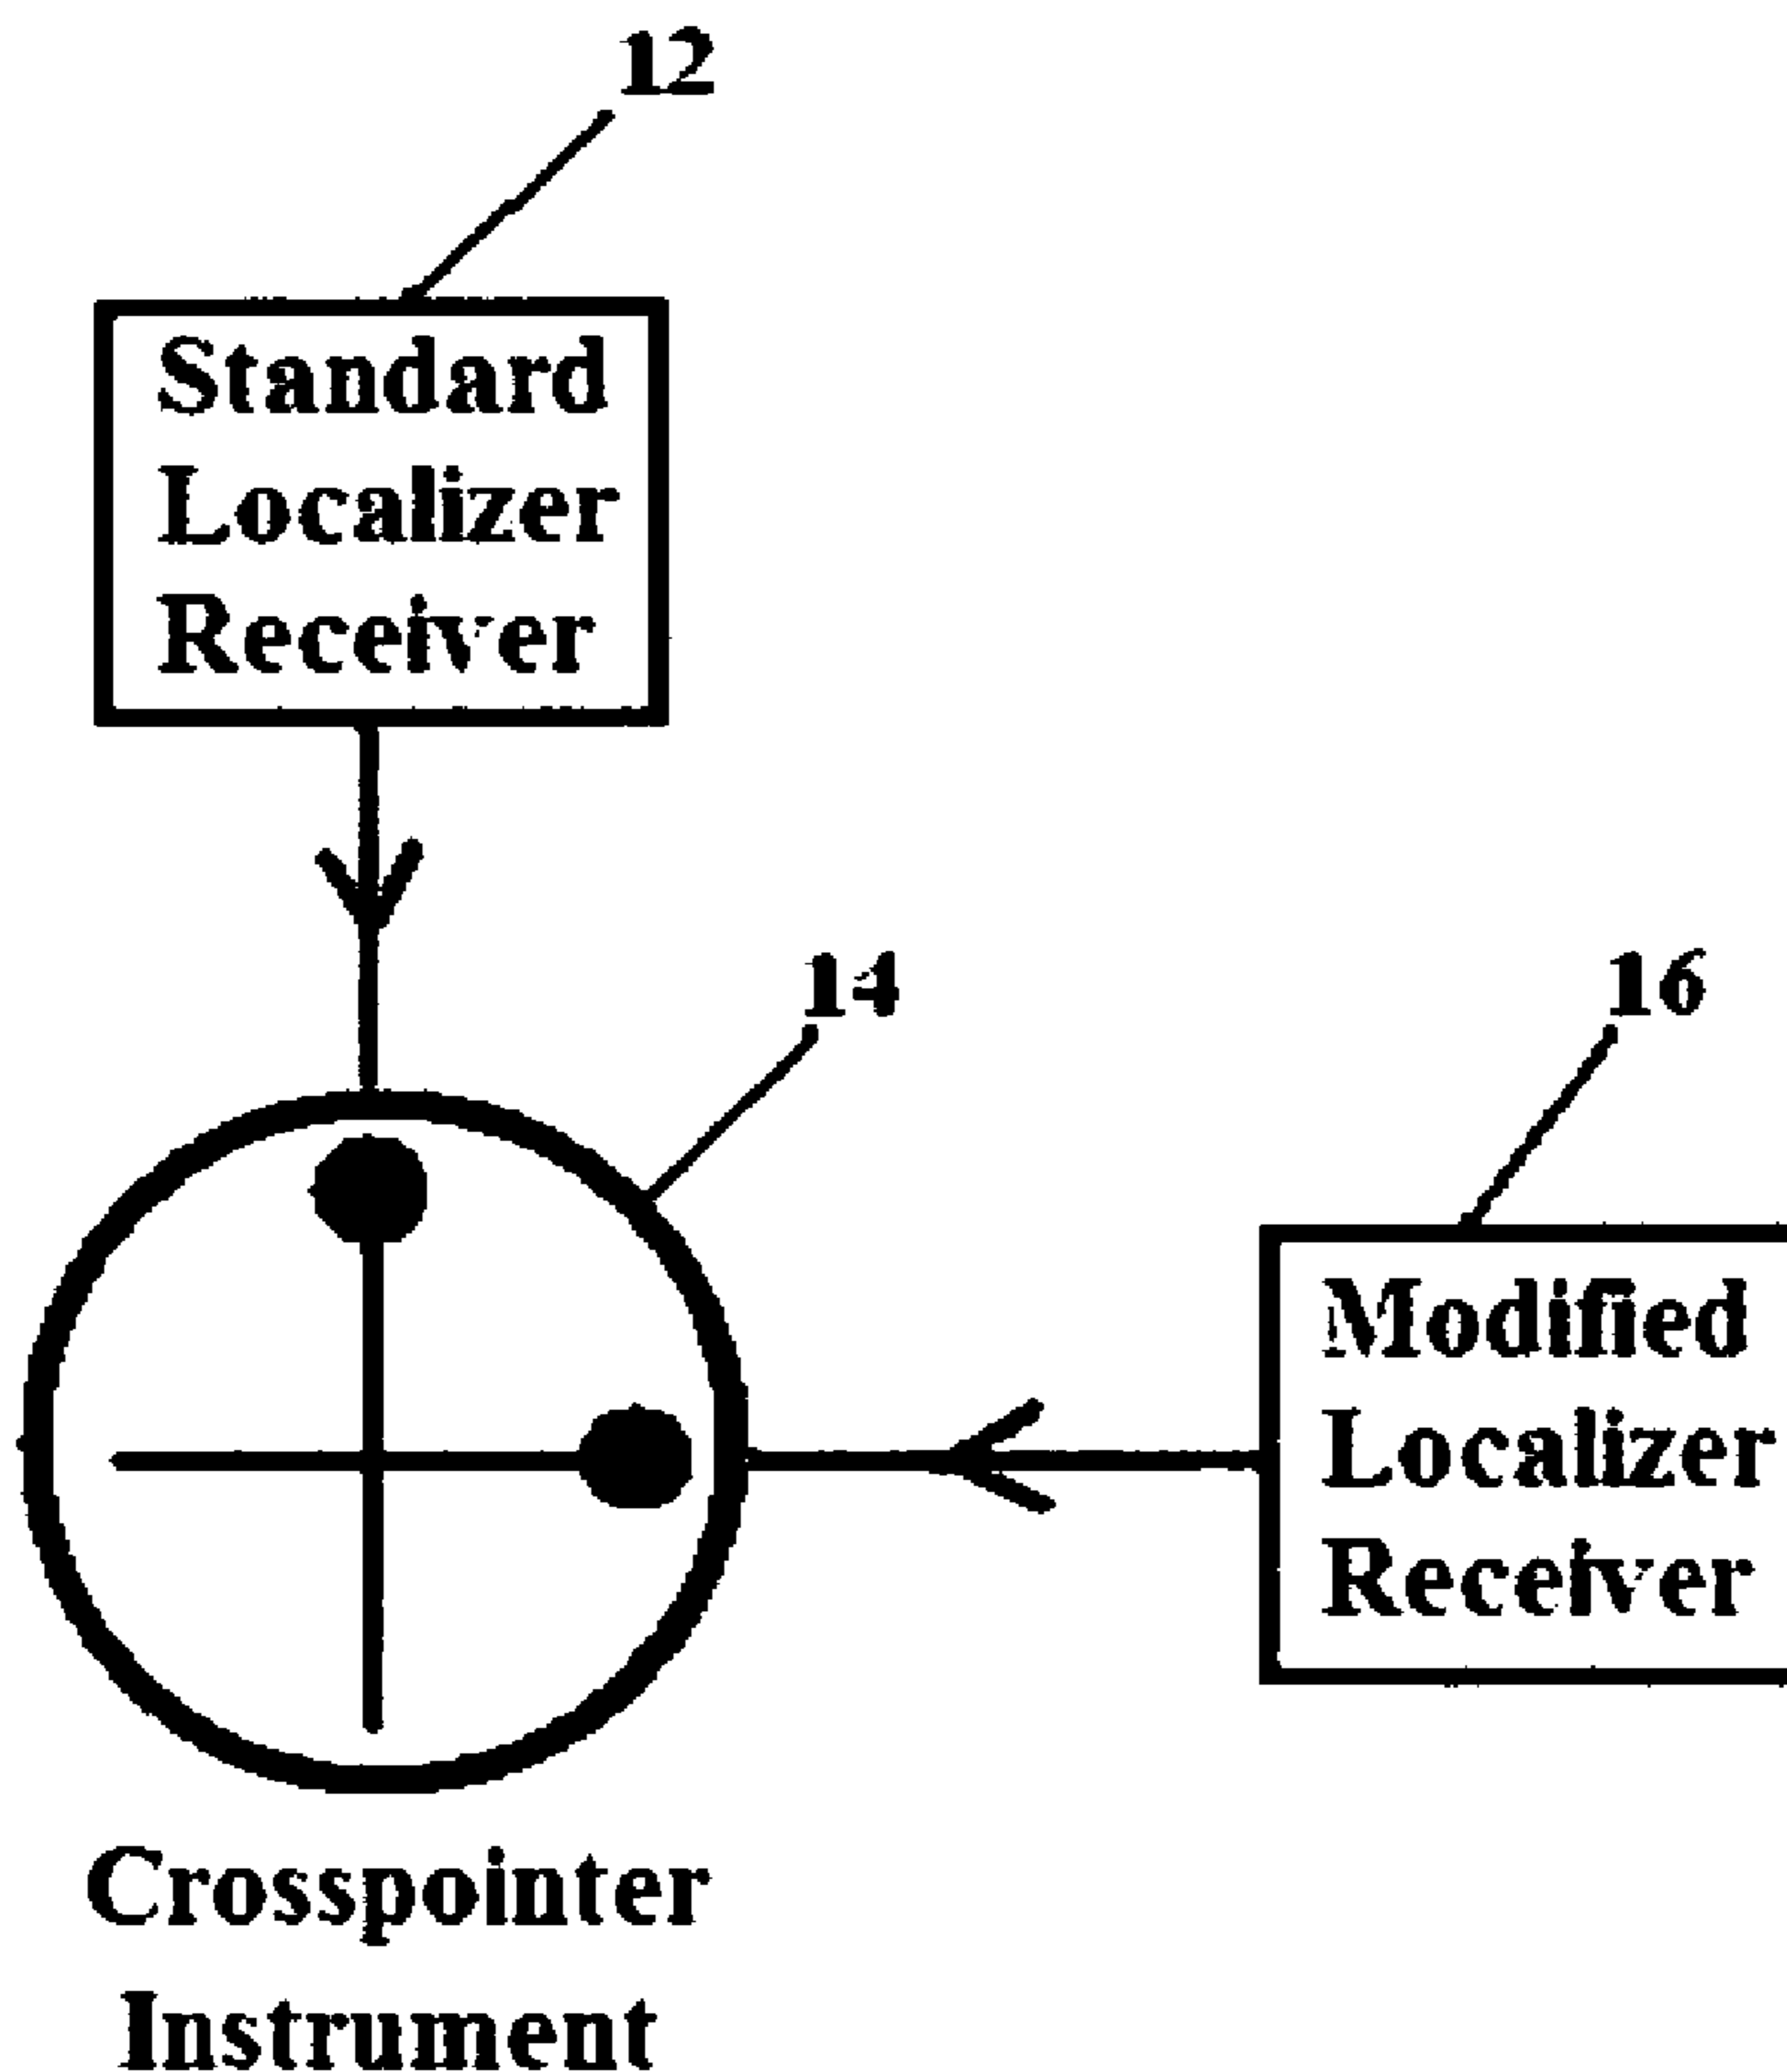 12
Standard
Localizer
Receiver
14
16
Modified
Localizer
Receiver
Crosspointer
Instrument